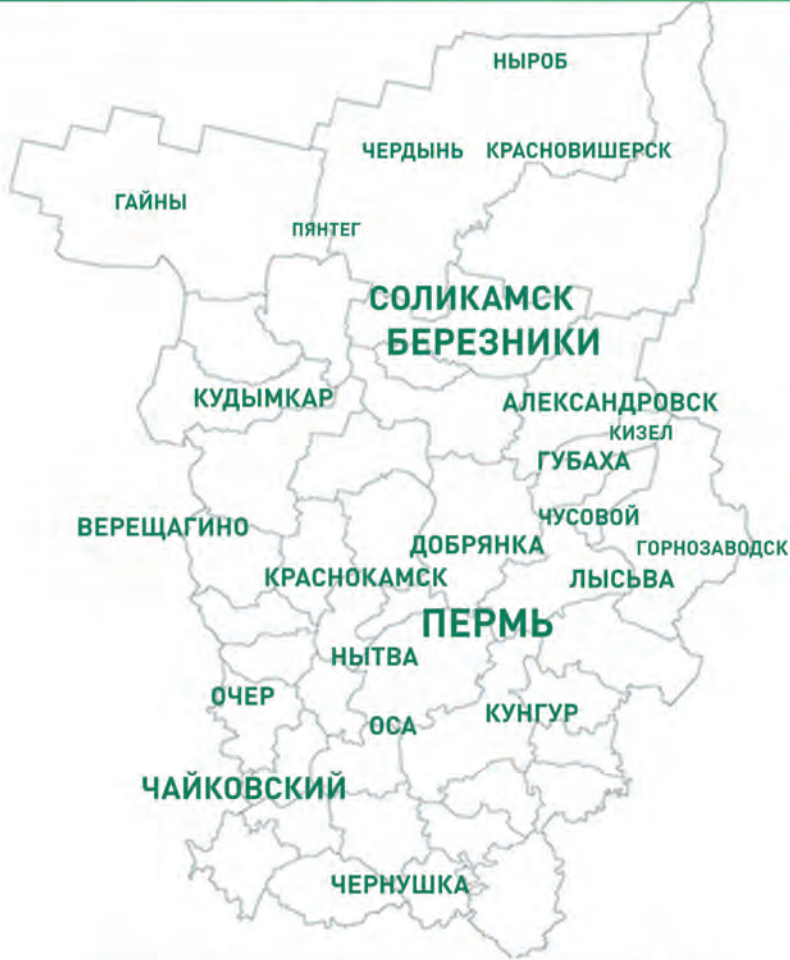 НЫРОБ
ЧЕРДЫНЬ КРАСНОВИШЕРСК
ГАЙНЫ
ПЯНТЕГ
СОЛИКАМСК
БЕРЕЗНИКИ
КУДЫМКАР
АЛЕКСАНДРОВСК
КИЗЕЛ
ГУБАХА
ЧУСОВОЙ
ВЕРЕЩАГИНО
ДОБРЯНКА
ГОРНОЗАВОДСК
КРАСНОКАМСК
ЛЫСЬВА
ПЕРМЬ
НЫТВА
ОЧЕР
КУНГУР
ОСА
ЧАЙКОВСКИЙ
ЧЕРНУШКА